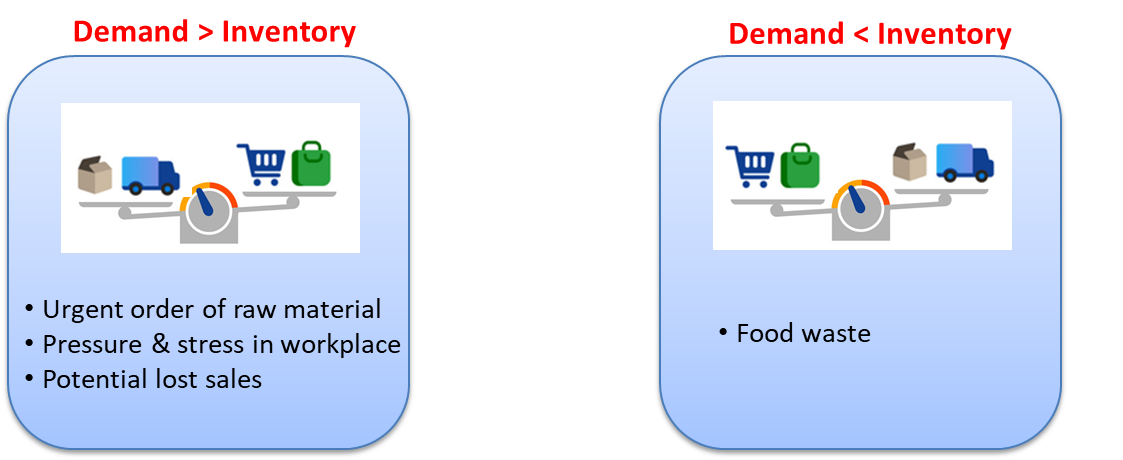 Demand > Inventory
• Urgent order of raw material
• Pressure & stress in workplace
• Potential lost sales
Demand < Inventory
• Food waste